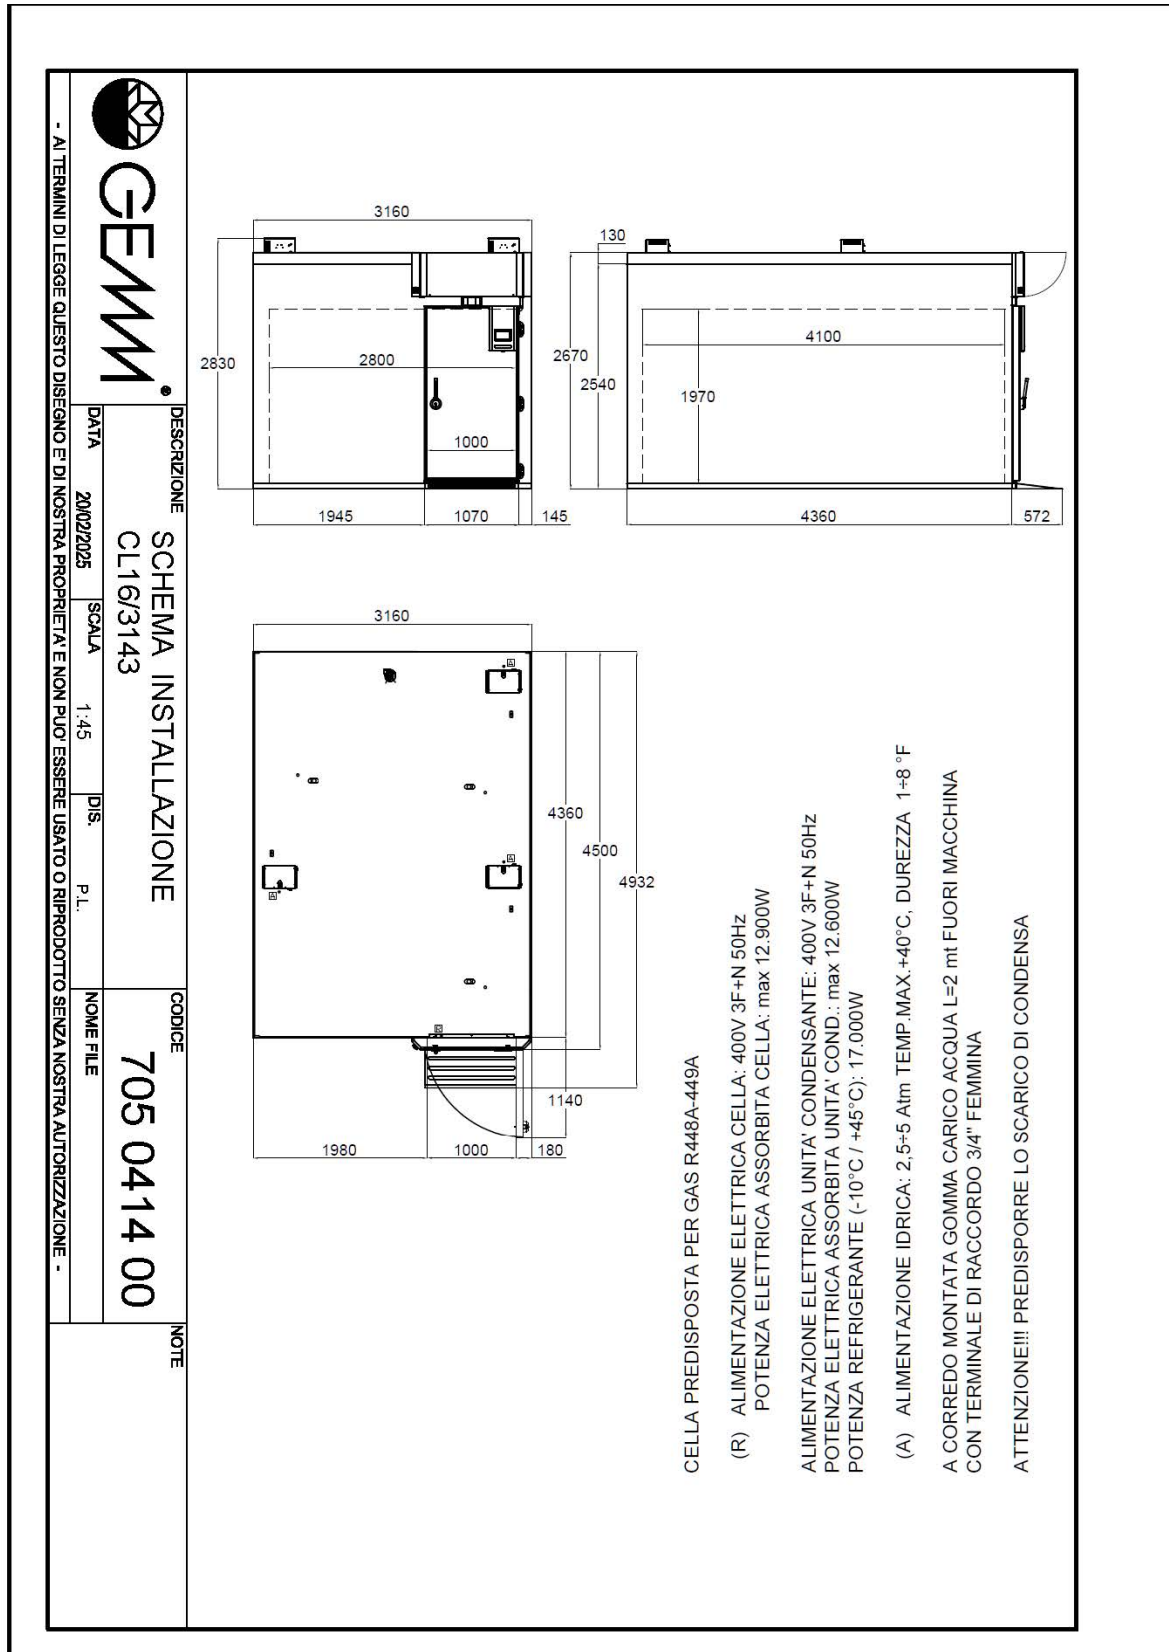 3160
130
2830
2800
1000
2670
2540
4100
1970
1945
1070
145
4360
572
3160
A
A
A
R
4360
4500
4932
1140
1980
1000
180
CELLA PREDISPOSTA PER GAS R448A-449A
(R) ALIMENTAZIONE ELETTRICA CELLA: 400V 3F+N 50Hz
POTENZA ELETTRICA ASSORBITA CELLA: max 12.900W
ALIMENTAZIONE ELETTRICA UNITA' CONDENSANTE: 400V 3F+N 50Hz
POTENZA ELETTRICA ASSORBITA UNITA' COND.: max 12.600W
POTENZA REFRIGERANTE (-10°C / +45°C): 17.000W
(A) ALIMENTAZIONE IDRICA: 2,5÷5 Atm TEMP.MAX.+40°C, DUREZZA 1÷8 °F
A CORREDO MONTATA GOMMA CARICO ACQUA L=2 mt FUORI MACCHINA
CON TERMINALE DI RACCORDO 3/4" FEMMINA
ATTENZIONE!!! PREDISPORRE LO SCARICO DI CONDENSA
GEMM®
DESCRIZIONE
SCHEMA INSTALLAZIONE
CL16/3143
CODICE
705 0414 00
NOTE
DATA
20/02/2025
SCALA
1:45
DIS.
P.L.
NOME FILE
- AI TERMINI DI LEGGE QUESTO DISEGNO E' DI NOSTRA PROPRIETA' E NON PUO' ESSERE USATO O RIPRODOTTO SENZA NOSTRA AUTORIZZAZIONE -